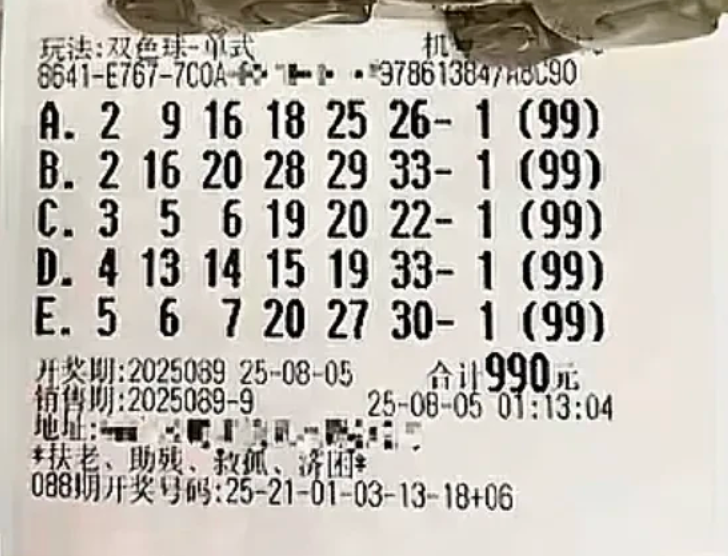 玩法:双色球-单式 机
8641-E767-7C0A 978613847A8C90
A. 2 9 16 18 25 26- 1 (99)
B. 2 16 20 28 29 33- 1 (99)
C. 3 5 6 19 20 22- 1 (99)
D. 4 13 14 15 19 33- 1 (99)
E. 5 6 7 20 27 30- 1 (99)
开奖期:2025089 25-08-05 合计990元
销售期:2025089-9 25-08-05 01:13:04
地址:
*扶老、助残、救孤、济困*
088期开奖号码:25-21-01-03-13-18+06